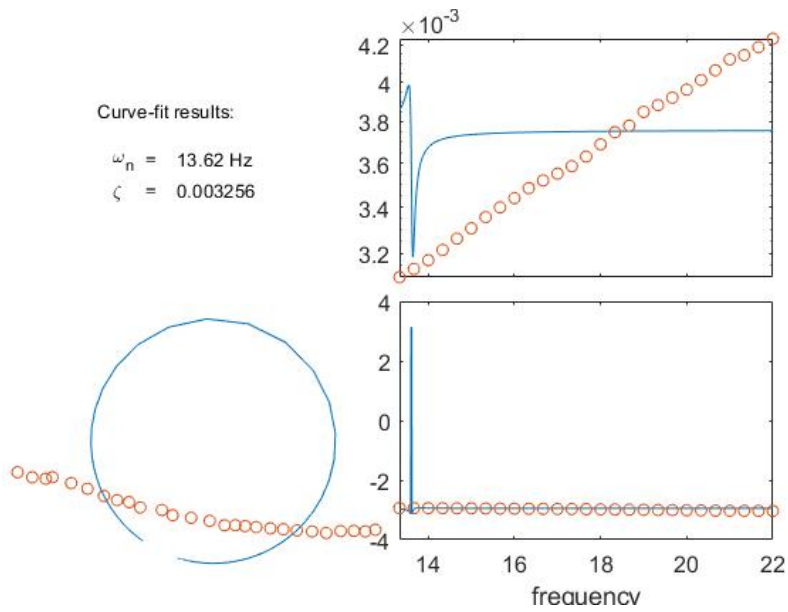 Curve-fit results:
ωn = 13.62 Hz
ζ = 0.003256
×10-3
4.2
4
3.8
3.6
3.4
3.2
4
2
0
-2
-4
14 16 18 20 22
frequency